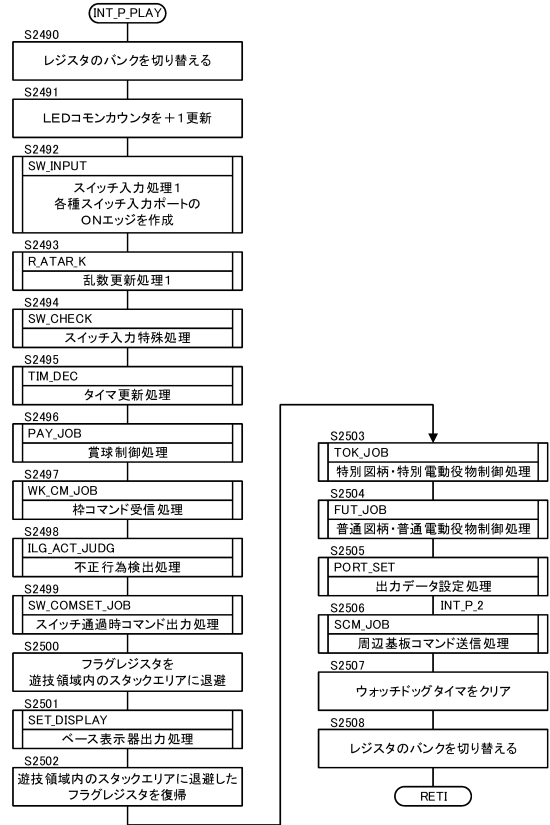 INT_P_PLAY
S2490
レジスタのバンクを切り替える
S2491
LEDコモンカウンタを＋1更新
S2492
SW_INPUT
スイッチ入力処理1
各種スイッチ入力ポートの
ONエッジを作成
S2493
R_ATAR_K
乱数更新処理1
S2494
SW_CHECK
スイッチ入力特殊処理
S2495
TIM_DEC
タイマ更新処理
S2496
PAY_JOB
賞球制御処理
S2497
WK_CM_JOB
枠コマンド受信処理
S2498
ILG_ACT_JUDG
不正行為検出処理
S2499
SW_COMSET_JOB
スイッチ通過時コマンド出力処理
S2500
フラグレジスタを
遊技領域内のスタックエリアに退避
S2501
SET_DISPLAY
ベース表示器出力処理
S2502
遊技領域内のスタックエリアに退避した
フラグレジスタを復帰
S2503
TOK_JOB
特別図柄・特別電動役物制御処理
S2504
FUT_JOB
普通図柄・普通電動役物制御処理
S2505
PORT_SET
出力データ設定処理
S2506
INT_P_2
SCM_JOB
周辺基板コマンド送信処理
S2507
ウォッチドッグタイマをクリア
S2508
レジスタのバンクを切り替える
RETI